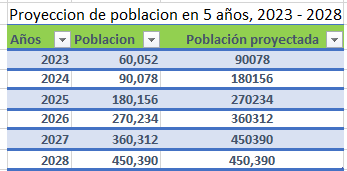 Proyeccion de poblacion en 5 años, 2023 - 2028
Años Poblacion Población proyectada
2023 60,052 90078
2024 90,078 180156
2025 180,156 270234
2026 270,234 360312
2027 360,312 450390
2028 450,390 450,390